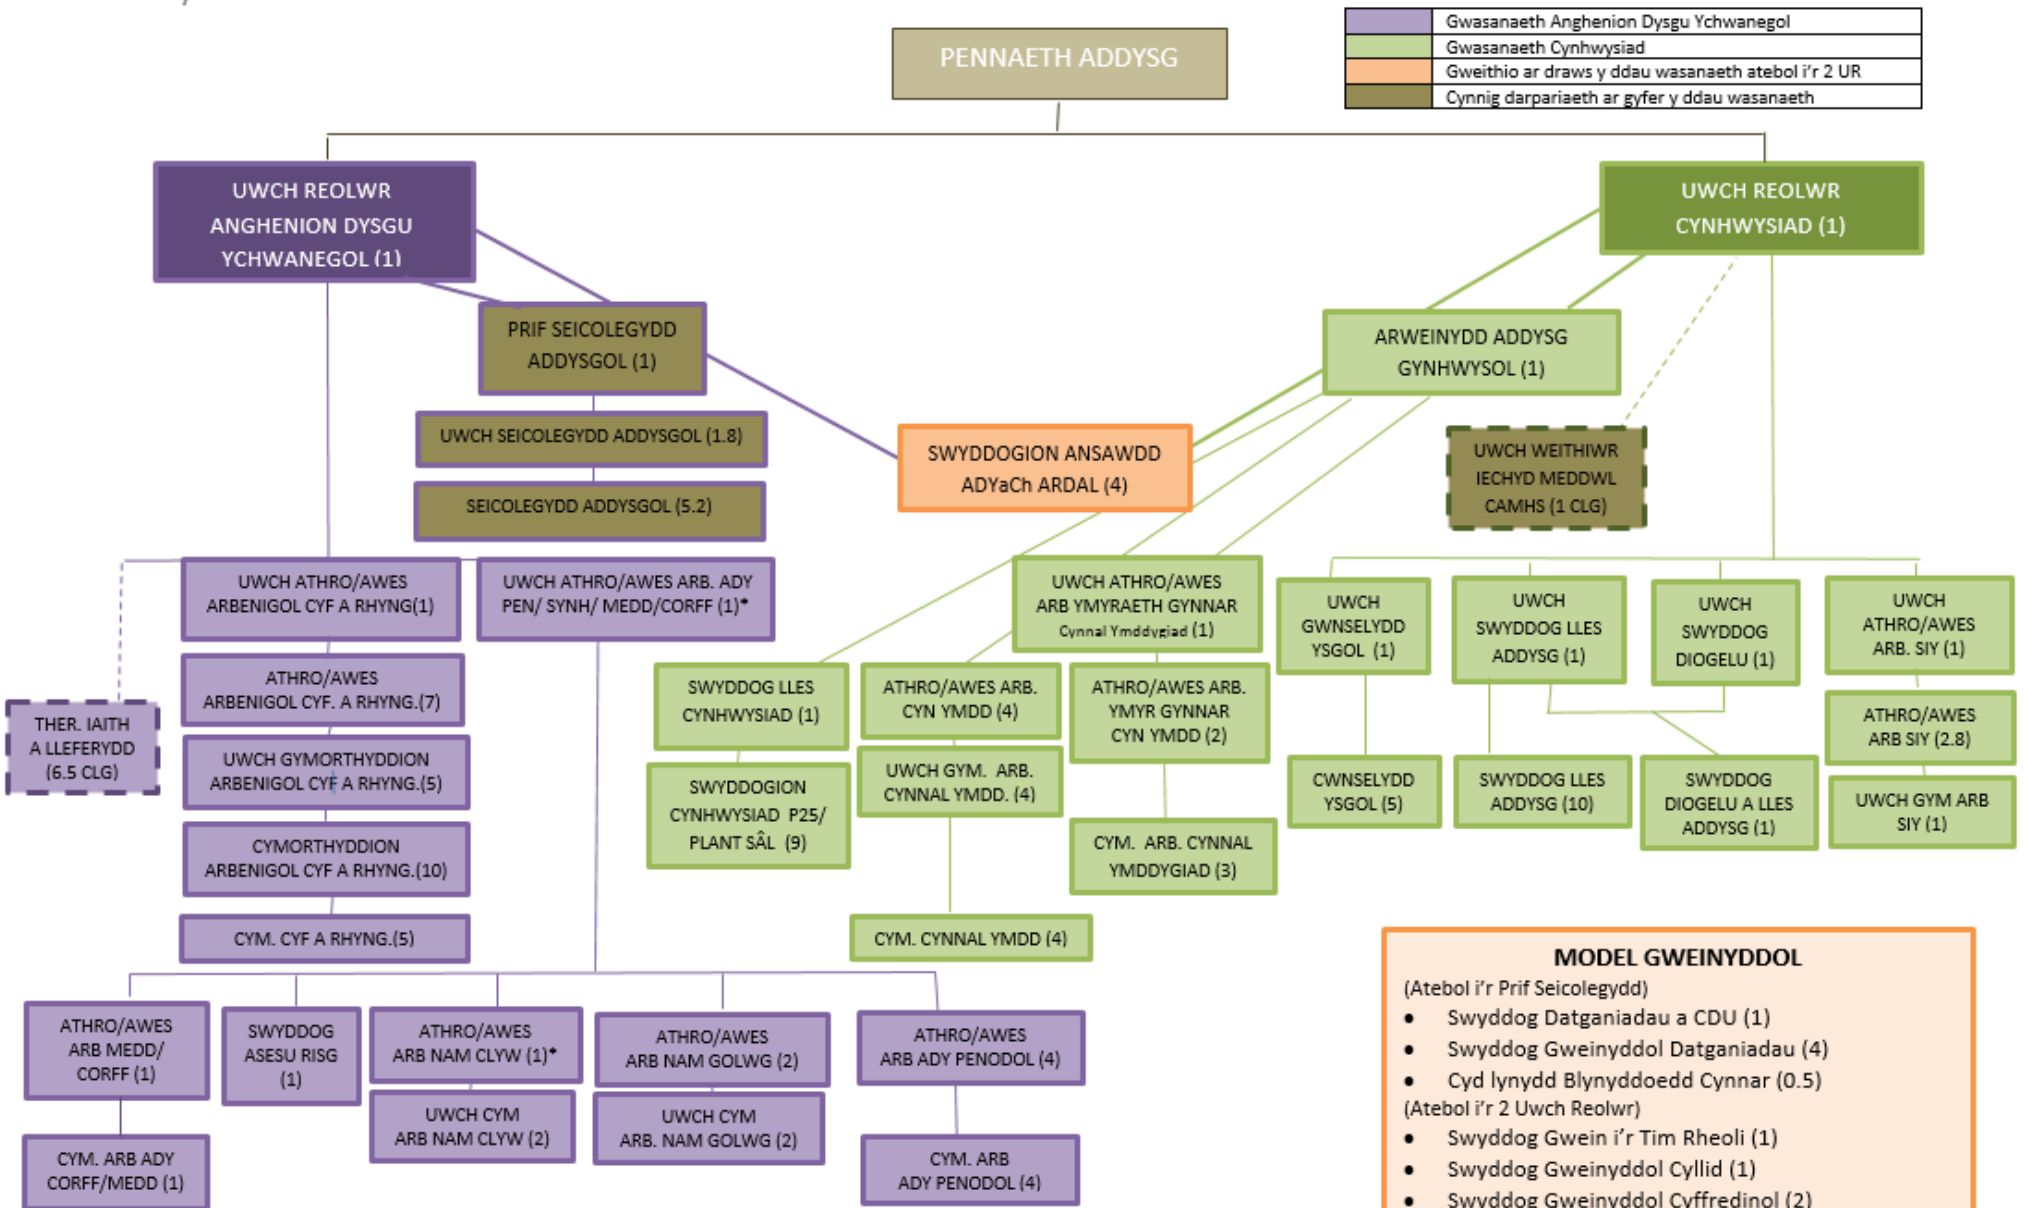 PENNAETH ADDYSG
Gwasanaeth Anghenion Dysgu Ychwanegol
Gwasanaeth Cynhwysiad
Gweithio ar draws y ddau wasanaeth atebol i'r 2 UR
Cynnig darpariaeth ar gyfer y ddau wasanaeth
UWCH REOLWR
ANGHENION DYSGU
YCHWANEGOL (1)
UWCH REOLWR
CYNHWYSIAD (1)
PRIF SEICOLEGYDD
ADDYSGOL (1)
ARWEINYDD ADDYSG
GYNHWYSOL (1)
UWCH SEICOLEGYDD ADDYSGOL (1.8)
SEICOLEGYDD ADDYSGOL (5.2)
SWYDDOGION ANSAWDD
ADYaCh ARDAL (4)
UWCH WEITHIWR
IECHYD MEDDWL
CAMHS (1 CLG)
UWCH ATHRO/AWES
ARBENIGOL CYF A RHYNG(1)
UWCH ATHRO/AWES ARB. ADY
PEN/ SYNH/ MEDD/CORFF (1)*
UWCH ATHRO/AWES
ARB YMYRAETH GYNNAR
Cynnal Ymddygiad (1)
UWCH
GWNSELYDD
YSGOL (1)
UWCH
SWYDDOG LLES
ADDYSG (1)
UWCH
SWYDDOG
DIOGELU (1)
UWCH
ATHRO/AWES
ARB. SIY (1)
THER. IAITH
A LLEFERYDD
(6.5 CLG)
ATHRO/AWES
ARBENIGOL CYF. A RHYNG.(7)
UWCH GYMORTHYDDION
ARBENIGOL CYF A RHYNG.(5)
CYMORTHYDDION
ARBENIGOL CYF A RHYNG.(10)
CYM. CYF A RHYNG.(5)
SWYDDOG LLES
CYNHWYSIAD (1)
SWYDDOGION
CYNHWYSIAD P25/
PLANT SÂL (9)
ATHRO/AWES ARB.
CYN YMDD (4)
UWCH GYM. ARB.
CYNNAL YMDD. (4)
CYM. CYNNAL YMDD (4)
ATHRO/AWES ARB.
YMYR GYNNAR
CYN YMDD (2)
CYM. ARB. CYNNAL
YMDDYGIAD (3)
CWNSELYDD
YSGOL (5)
SWYDDOG LLES
ADDYSG (10)
SWYDDOG
DIOGELU A LLES
ADDYSG (1)
ATHRO/AWES
ARB SIY (2.8)
UWCH GYM ARB
SIY (1)
ATHRO/AWES
ARB MEDD/
CORFF (1)
CYM. ARB ADY
CORFF/MEDD (1)
SWYDDOG
ASESU RISG
(1)
ATHRO/AWES
ARB NAM CLYW (1)*
UWCH CYM
ARB NAM CLYW (2)
ATHRO/AWES
ARB NAM GOLWG (2)
UWCH CYM
ARB. NAM GOLWG (2)
ATHRO/AWES
ARB ADY PENODOL (4)
CYM. ARB
ADY PENODOL (4)
MODEL GWEINYDDOL
(Atebol i'r Prif Seicolegydd)
• Swyddog Datganiadau a CDU (1)
• Swyddog Gweinyddol Datganiadau (4)
• Cyd lynydd Blynyddoedd Cynnar (0.5)
(Atebol i'r 2 Uwch Reolwr)
• Swyddog Gwein i'r Tim Rheoli (1)
• Swyddog Gweinyddol Cyllid (1)
• Swyddog Gweinyddol Cyffredinol (2)